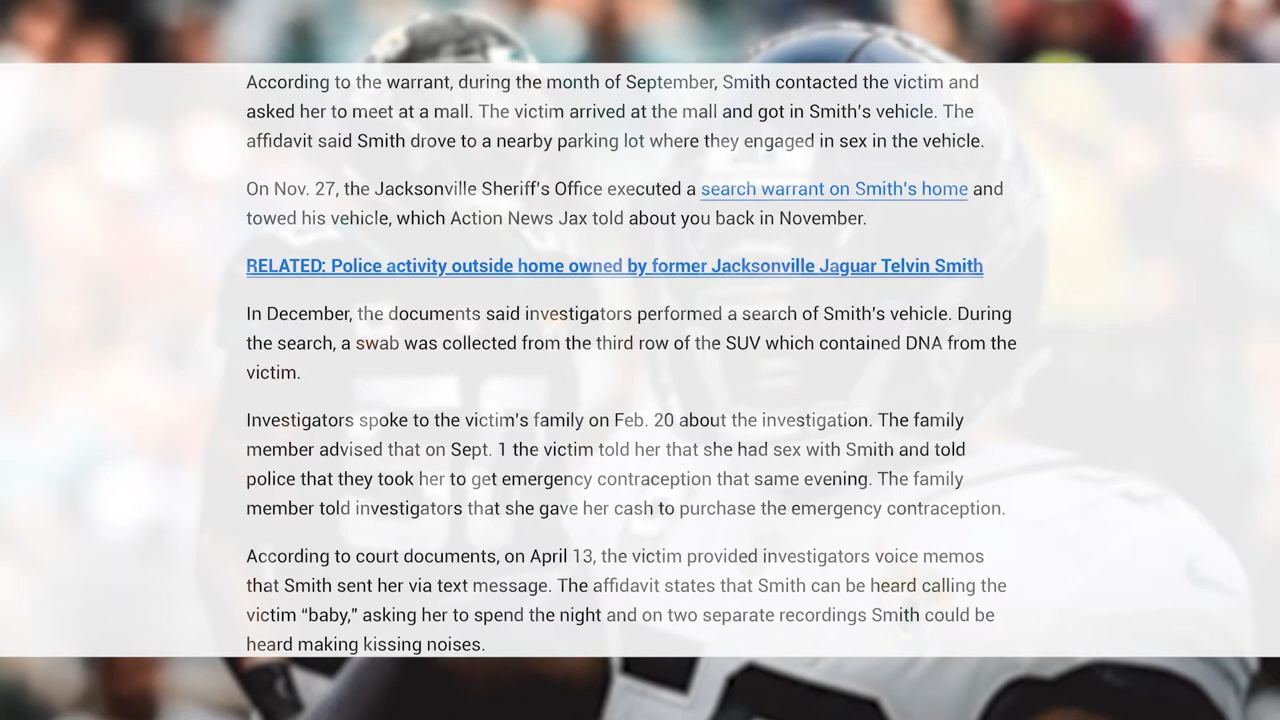 According to the warrant, during the month of September, Smith contacted the victim and
asked her to meet at a mall. The victim arrived at the mall and got in Smith's vehicle. The
affidavit said Smith drove to a nearby parking lot where they engaged in sex in the vehicle.
On Nov. 27, the Jacksonville Sheriff's Office executed a search warrant on Smith's home and
towed his vehicle, which Action News Jax told about you back in November.
RELATED: Police activity outside home owned by former Jacksonville Jaguar Telvin Smith
In December, the documents said investigators performed a search of Smith's vehicle. During
the search, a swab was collected from the third row of the SUV which contained DNA from the
victim.
Investigators spoke to the victim's family on Feb. 20 about the investigation. The family
member advised that on Sept. 1 the victim told her that she had sex with Smith and told
police that they took her to get emergency contraception that same evening. The family
member told investigators that she gave her cash to purchase the emergency contraception.
According to court documents, on April 13, the victim provided investigators voice memos
that Smith sent her via text message. The affidavit states that Smith can be heard calling the
victim “baby,” asking her to spend the night and on two separate recordings Smith could be
heard making kissing noises.